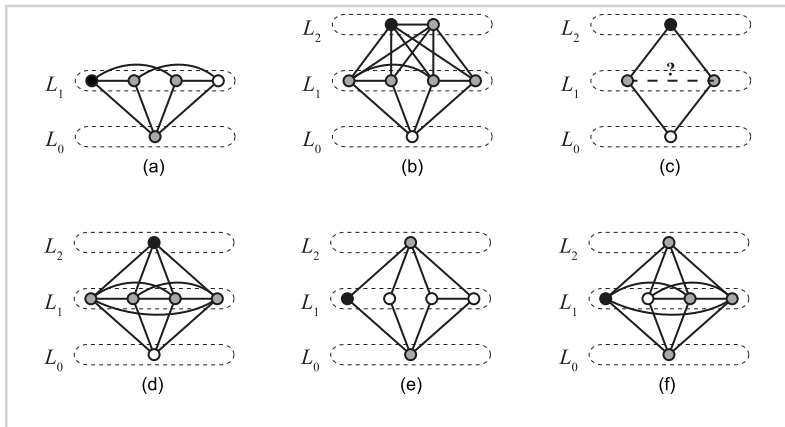 L2 L2
L1 L1 L1 ?
L0 L0 L0
(a) (b) (c)
L2 L2 L2
L1 L1 L1
L0 L0 L0
(d) (e) (f)